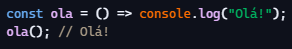 const ola = () => console.log("Olá!");
ola(); // Olá!